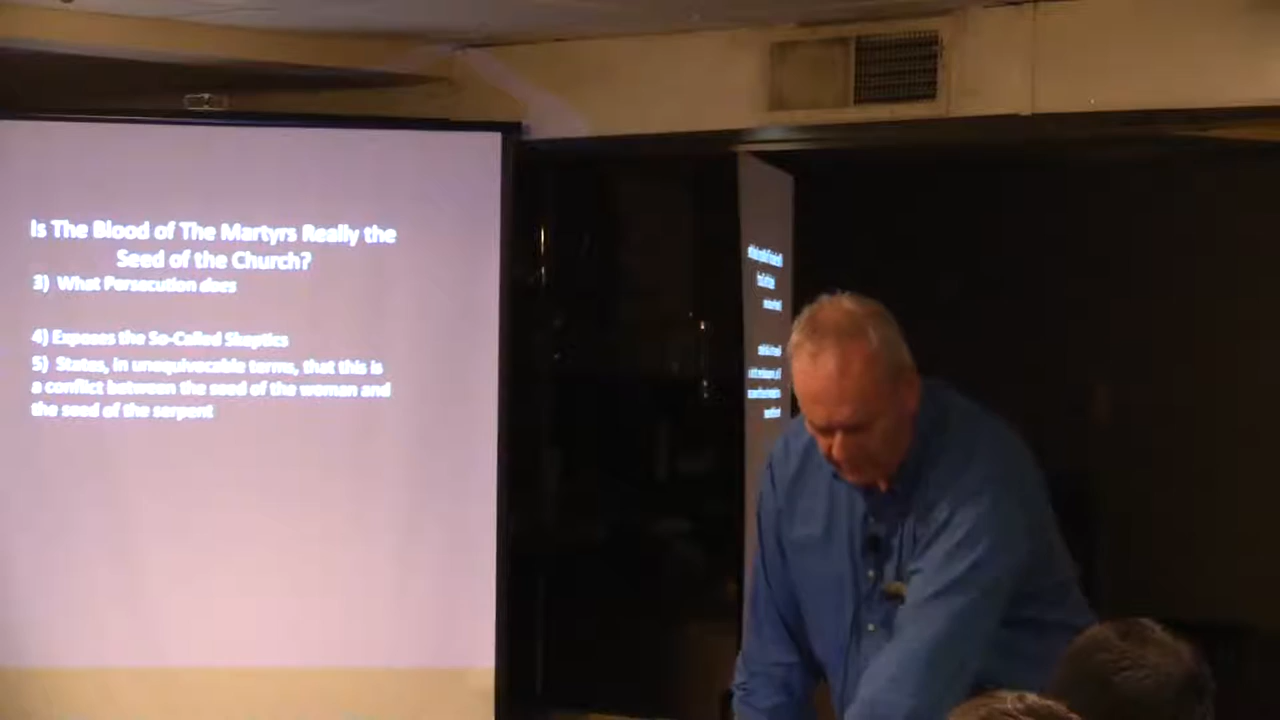 Is The Blood of The Martyrs Really the
Seed of the Church?
3) What Persecution does
4) Exposes the So-Called Skeptics
5) States, in unequivocable terms, that this is
a conflict between the seed of the woman and
the seed of the serpent